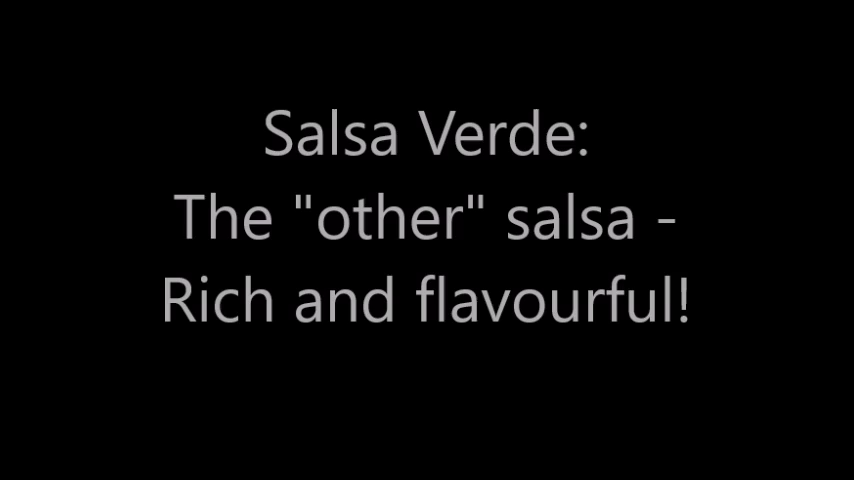 Salsa Verde:
The "other" salsa -
Rich and flavourful!